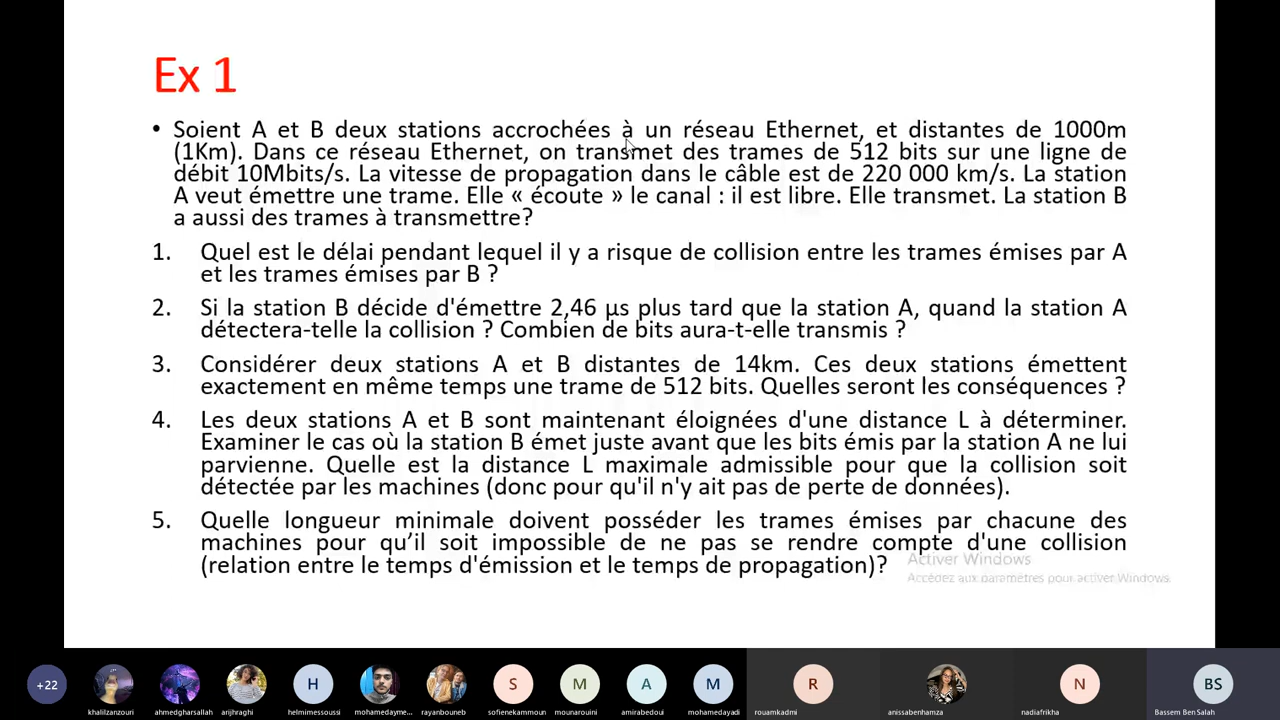 Ex 1
• Soient A et B deux stations accrochées à un réseau Ethernet, et distantes de 1000m
(1Km). Dans ce réseau Ethernet, on transmet des trames de 512 bits sur une ligne de
débit 10Mbits/s. La vitesse de propagation dans le câble est de 220 000 km/s. La station
A veut émettre une trame. Elle « écoute » le canal : il est libre. Elle transmet. La station B
a aussi des trames à transmettre?
1. Quel est le délai pendant lequel il y a risque de collision entre les trames émises par A
et les trames émises par B ?
2. Si la station B décide d'émettre 2,46 µs plus tard que la station A, quand la station A
détectera-telle la collision ? Combien de bits aura-t-elle transmis ?
3. Considérer deux stations A et B distantes de 14km. Ces deux stations émettent
exactement en même temps une trame de 512 bits. Quelles seront les conséquences ?
4. Les deux stations A et B sont maintenant éloignées d'une distance L à déterminer.
Examiner le cas où la station B émet juste avant que les bits émis par la station A ne lui
parvienne. Quelle est la distance L maximale admissible pour que la collision soit
détectée par les machines (donc pour qu'il n'y ait pas de perte de données).
5. Quelle longueur minimale doivent posséder les trames émises par chacune des
machines pour qu’il soit impossible de ne pas se rendre compte d'une collision
(relation entre le temps d'émission et le temps de propagation)?
Activer Windows
Accédez aux paramètres pour activer Windows.
+22 H S M A M R N BS
khalilzanzouri ahmedgharsallah arijhraghi helmimessoussi mohamedayme... rayanbouneb sofienekammoun mounarouini amirabedoui mohamedayadi rouamkadmi anissabenhamza nadiafrikha Bassem Ben Salah